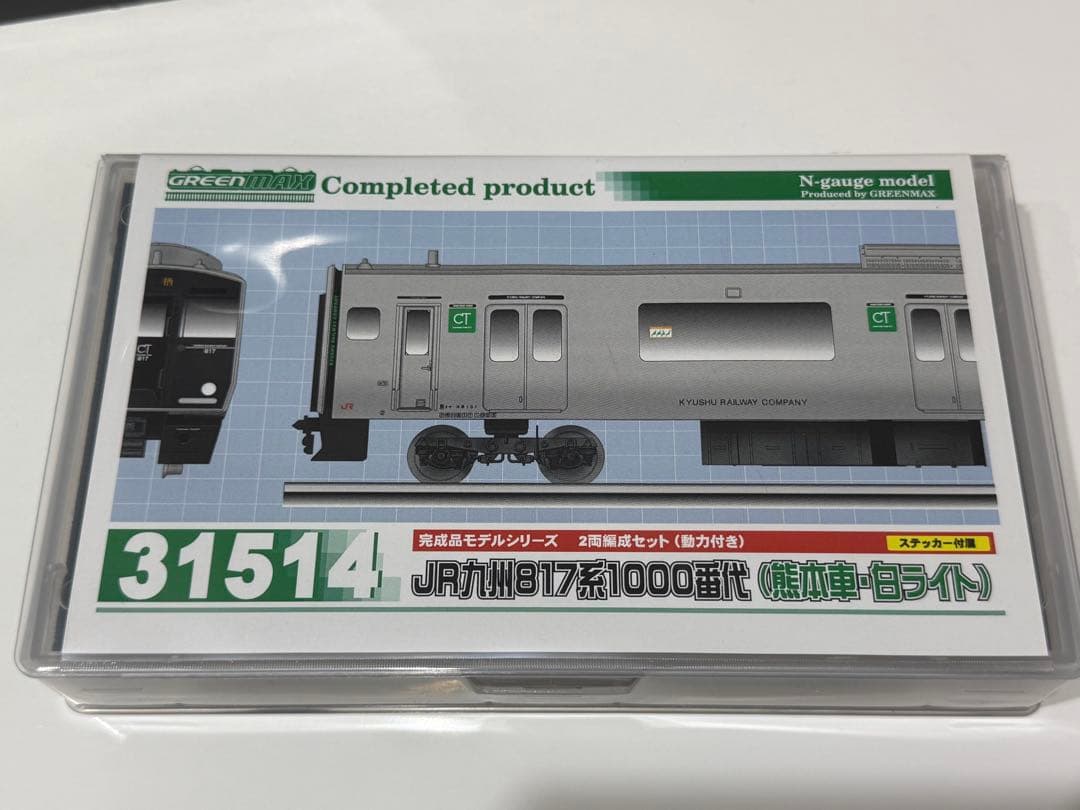 GREENMAX Completed product
N-gauge model
Produced by GREENMAX
CT
817
CT
CT
JR
KYUSHU RAILWAY COMPANY
31514
完成品モデルシリーズ 2両編成セット(動力付き)
ステッカー付属
JR九州817系1000番代(熊本車・白ライト)